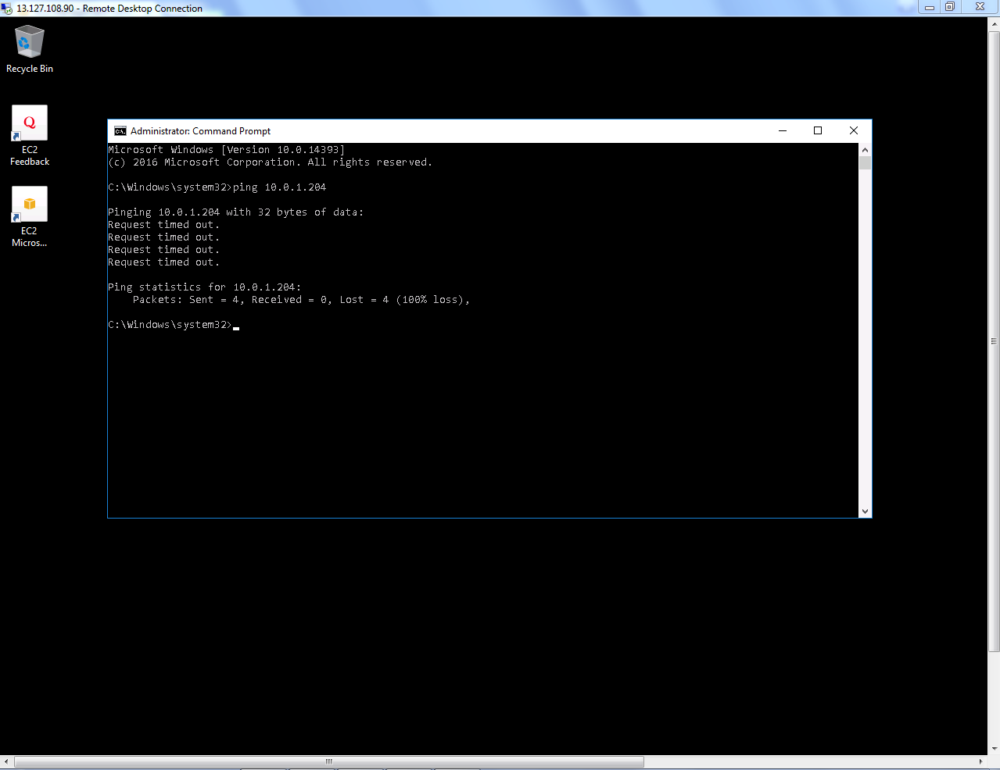 13.127.108.90 - Remote Desktop Connection
Recycle Bin
Q
EC2
Feedback
EC2
Micros...
C:\.
Administrator: Command Prompt
Microsoft Windows [Version 10.0.14393]
(c) 2016 Microsoft Corporation. All rights reserved.
C:\Windows\system32>ping 10.0.1.204
Pinging 10.0.1.204 with 32 bytes of data:
Request timed out.
Request timed out.
Request timed out.
Request timed out.
Ping statistics for 10.0.1.204:
    Packets: Sent = 4, Received = 0, Lost = 4 (100% loss),
C:\Windows\system32>